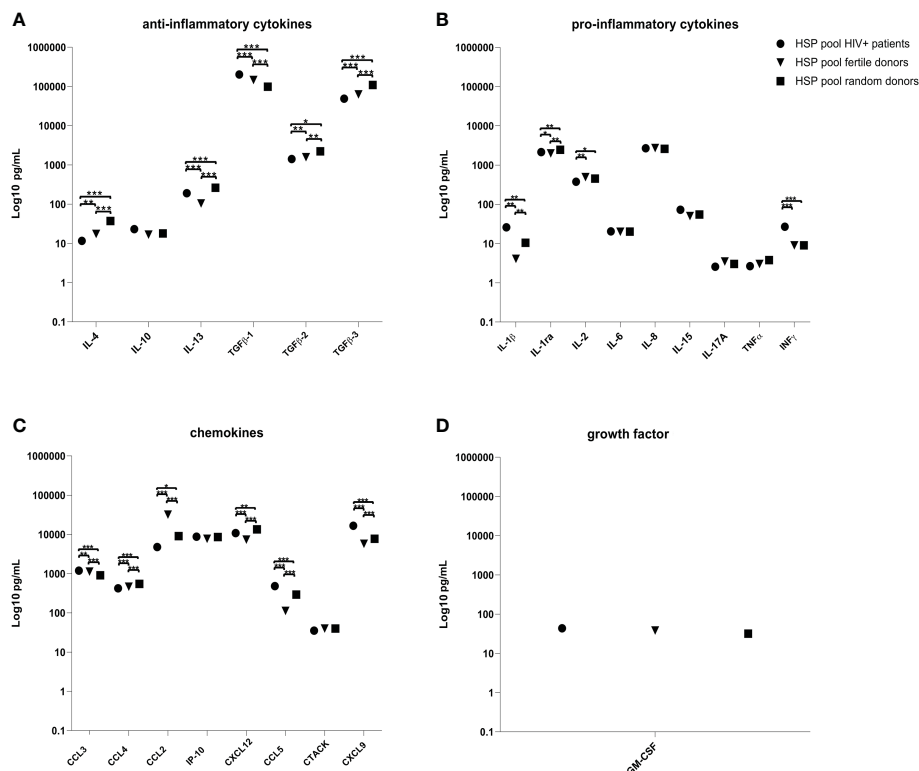 A
anti-inflammatory cytokines
Log10 pg/mL
1000000
100000
10000
1000
100
10
1
0.1
*** ** ***
*** *** ***
*** *** ***
* ** **
*** *** ***
IL-4 IL-10 IL-13 TGFβ-1 TGFβ-2 TGFβ-3
B
pro-inflammatory cytokines
Log10 pg/mL
1000000
100000
10000
1000
100
10
1
0.1
** ** **
** * **
* **
*** ***
IL-1β IL-1ra IL-2 IL-6 IL-8 IL-15 IL-17A TNFα INFγ
HSP pool HIV+ patients
HSP pool fertile donors
HSP pool random donors
C
chemokines
Log10 pg/mL
1000000
100000
10000
1000
100
10
1
0.1
*** ** ***
*** *** ***
* *** ***
** *** ***
*** *** ***
*** *** ***
CCL3 CCL4 CCL2 IP-10 CXCL12 CCL5 CTACK CXCL9
D
growth factor
Log10 pg/mL
1000000
100000
10000
1000
100
10
1
0.1
GM-CSF